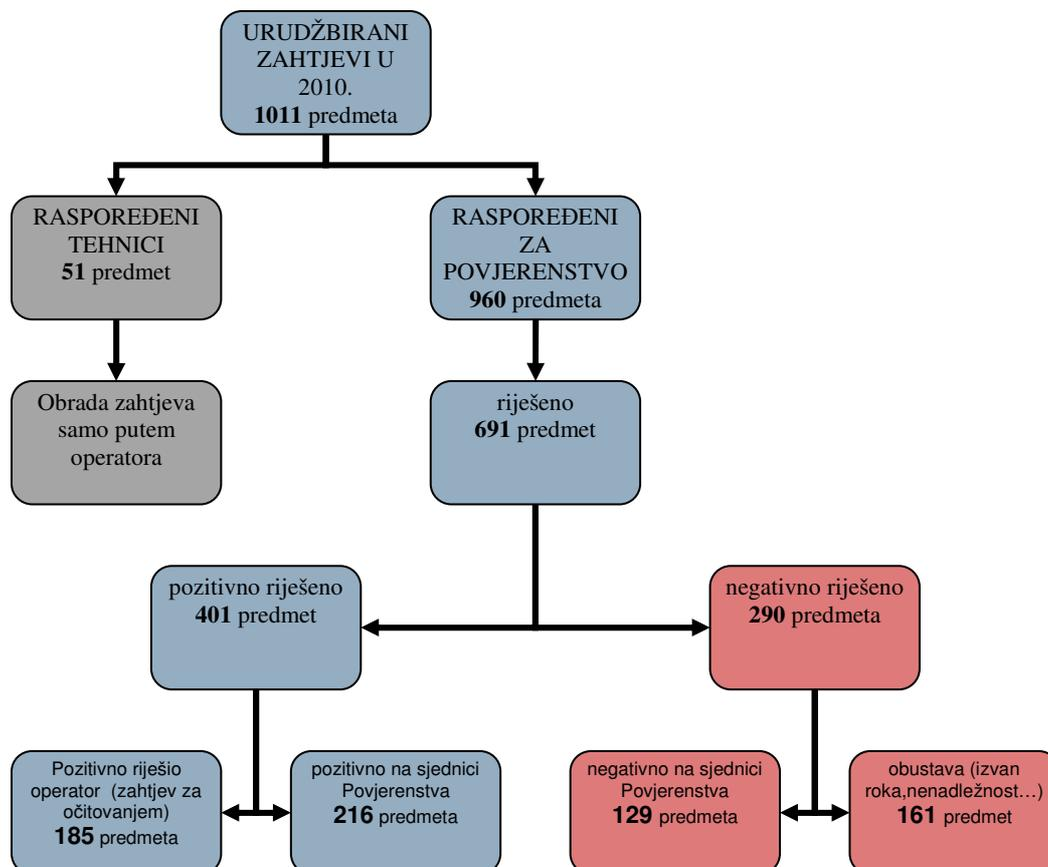 URUDŽBIRANI
ZAHTJEVI U
2010.
1011 predmeta
RASPOREĐENI
TEHNICI
51 predmet
RASPOREĐENI
ZA
POVJERENSTVO
960 predmeta
Obrada zahtjeva
samo putem
operatora
riješeno
691 predmet
pozitivno riješeno
401 predmet
negativno riješeno
290 predmeta
Pozitivno riješio
operator (zahtjev za
očitovanjem)
185 predmeta
pozitivno na sjednici
Povjerenstva
216 predmeta
negativno na sjednici
Povjerenstva
129 predmeta
obustava (izvan
roka,nenadležnost…)
161 predmet